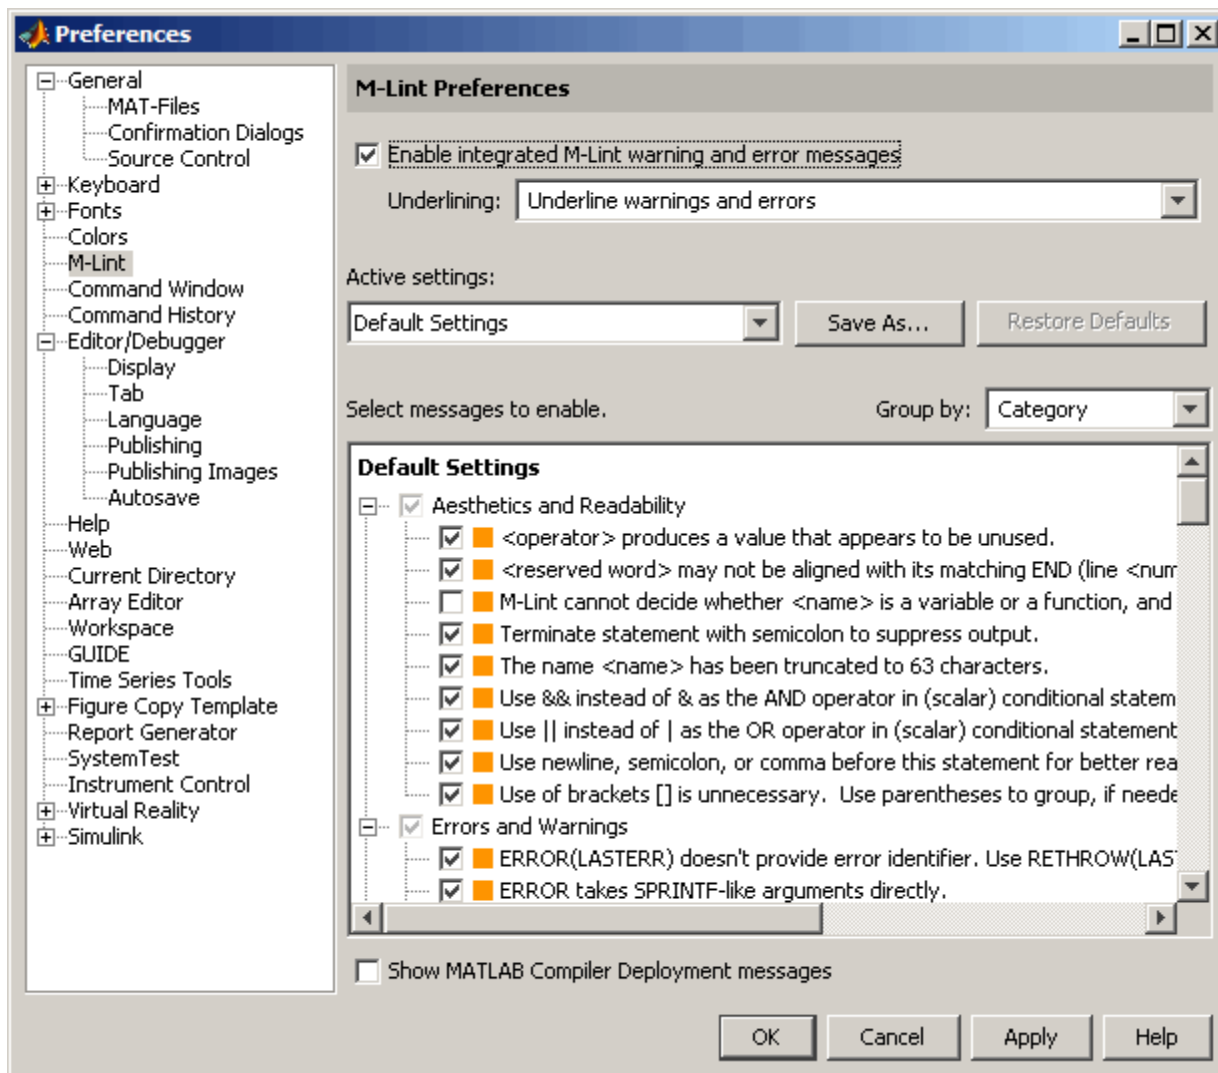 Preferences
General
MAT-Files
Confirmation Dialogs
Source Control
Keyboard
Fonts
Colors
M-Lint
Command Window
Command History
Editor/Debugger
Display
Tab
Language
Publishing
Publishing Images
Autosave
Help
Web
Current Directory
Array Editor
Workspace
GUIDE
Time Series Tools
Figure Copy Template
Report Generator
SystemTest
Instrument Control
Virtual Reality
Simulink
M-Lint Preferences
Enable integrated M-Lint warning and error messages
Underlining: Underline warnings and errors
Active settings:
Default Settings Save As... Restore Defaults
Select messages to enable. Group by: Category
Default Settings
Aesthetics and Readability
<operator> produces a value that appears to be unused.
<reserved word> may not be aligned with its matching END (line <num
M-Lint cannot decide whether <name> is a variable or a function, and
Terminate statement with semicolon to suppress output.
The name <name> has been truncated to 63 characters.
Use && instead of & as the AND operator in (scalar) conditional statem
Use || instead of | as the OR operator in (scalar) conditional statement
Use newline, semicolon, or comma before this statement for better rea
Use of brackets [] is unnecessary. Use parentheses to group, if neede
Errors and Warnings
ERROR(LASTERR) doesn't provide error identifier. Use RETHROW(LAS
ERROR takes SPRINTF-like arguments directly.
Show MATLAB Compiler Deployment messages
OK Cancel Apply Help